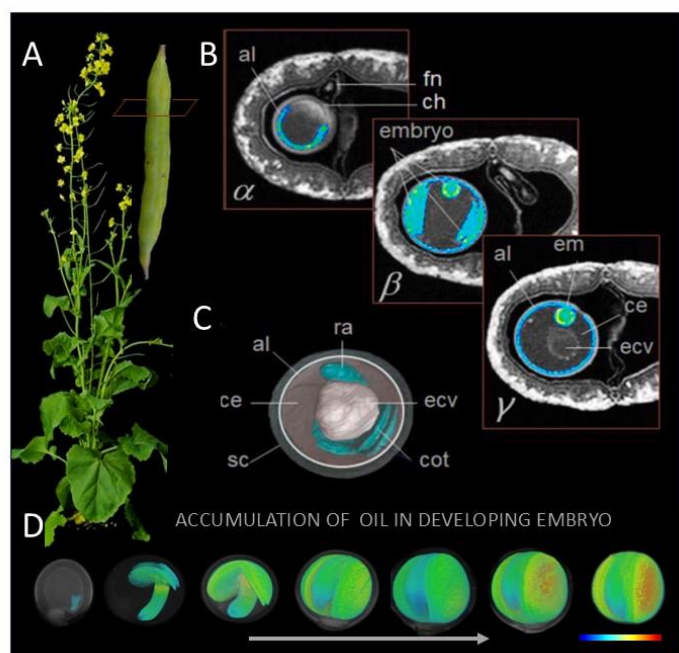 A
B
al
fn
ch
α
embryo
β
al
em
ce
ecv
γ
C
al
ra
ce
ecv
sc
cot
D
ACCUMULATION OF OIL IN DEVELOPING EMBRYO